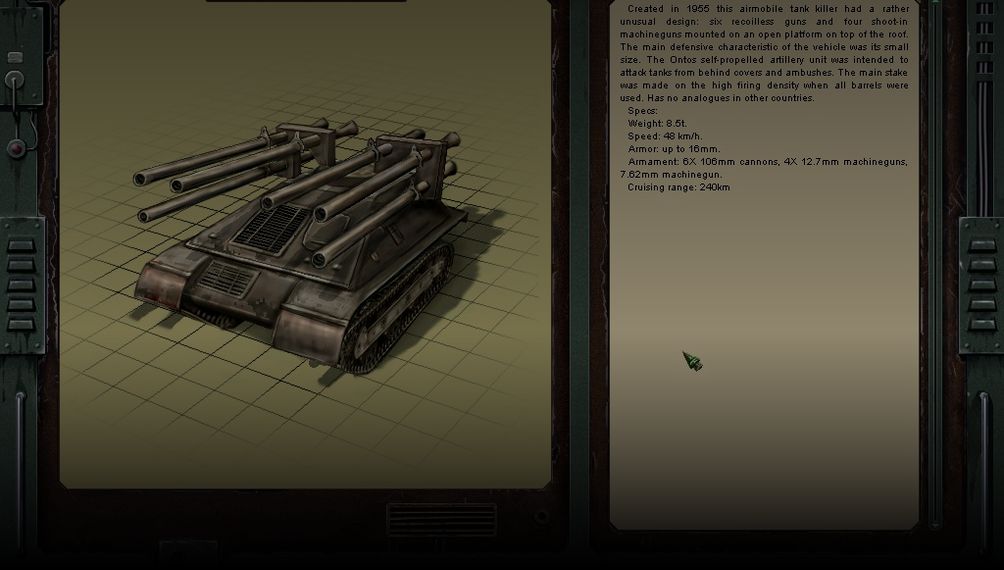 Created in 1955 this airmobile tank killer had a rather
unusual design: six recoilless guns and four shoot-in
machineguns mounted on an open platform on top of the roof.
The main defensive characteristic of the vehicle was its small
size. The Ontos self-propelled artillery unit was intended to
attack tanks from behind covers and ambushes. The main stake
was made on the high firing density when all barrels were
used. Has no analogues in other countries.
Specs:
Weight: 8.5t.
Speed: 48 km/h.
Armor: up to 16mm.
Armament: 6X 106mm cannons, 4X 12.7mm machineguns,
7.62mm machinegun.
Cruising range: 240km